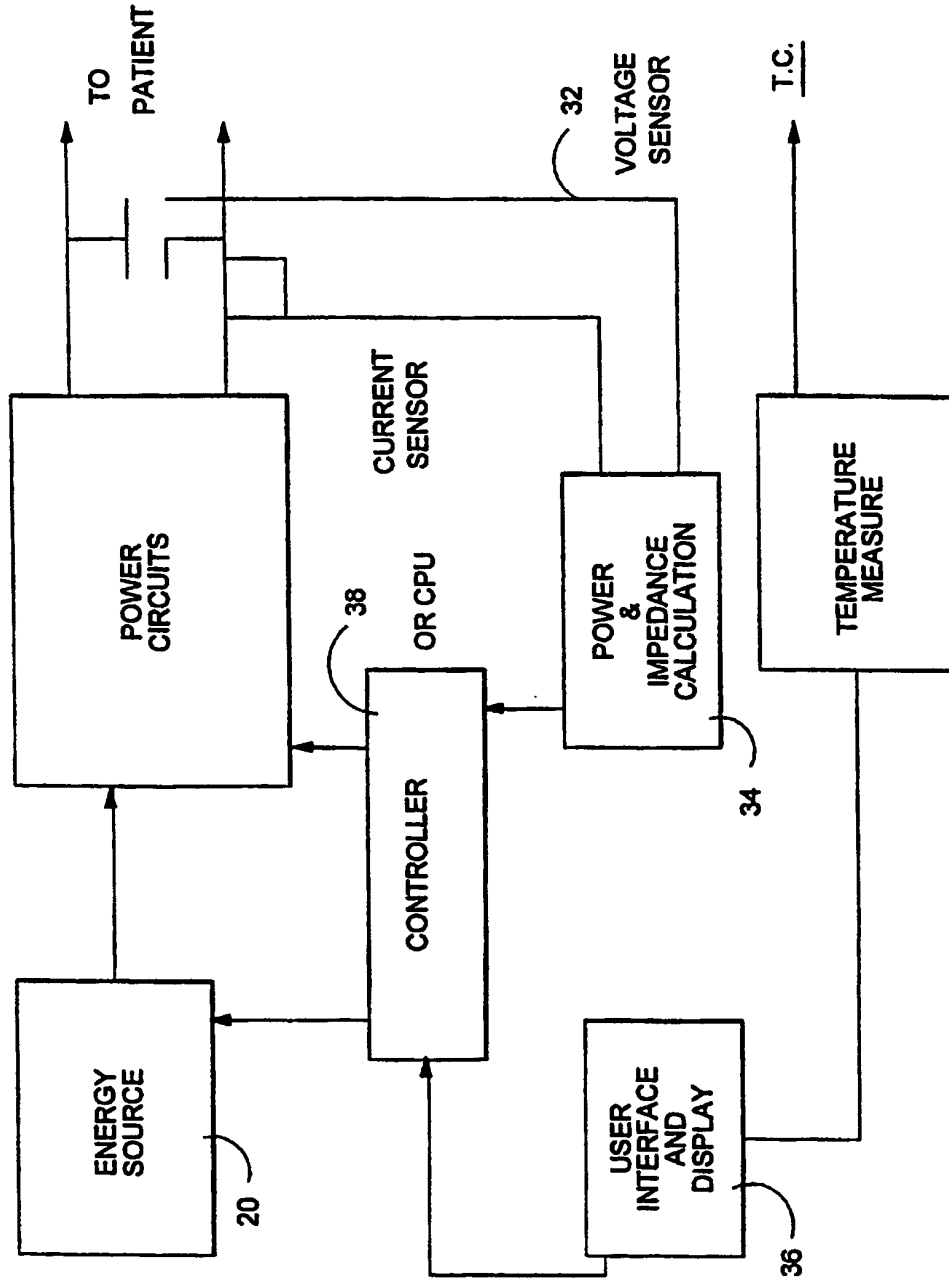 ENERGY
SOURCE
20
POWER
CIRCUITS
TO
PATIENT
CONTROLLER
38
OR CPU
CURRENT
SENSOR
32
VOLTAGE
SENSOR
POWER
&
IMPEDANCE
CALCULATION
34
USER
INTERFACE
AND
DISPLAY
36
TEMPERATURE
MEASURE
T.C.